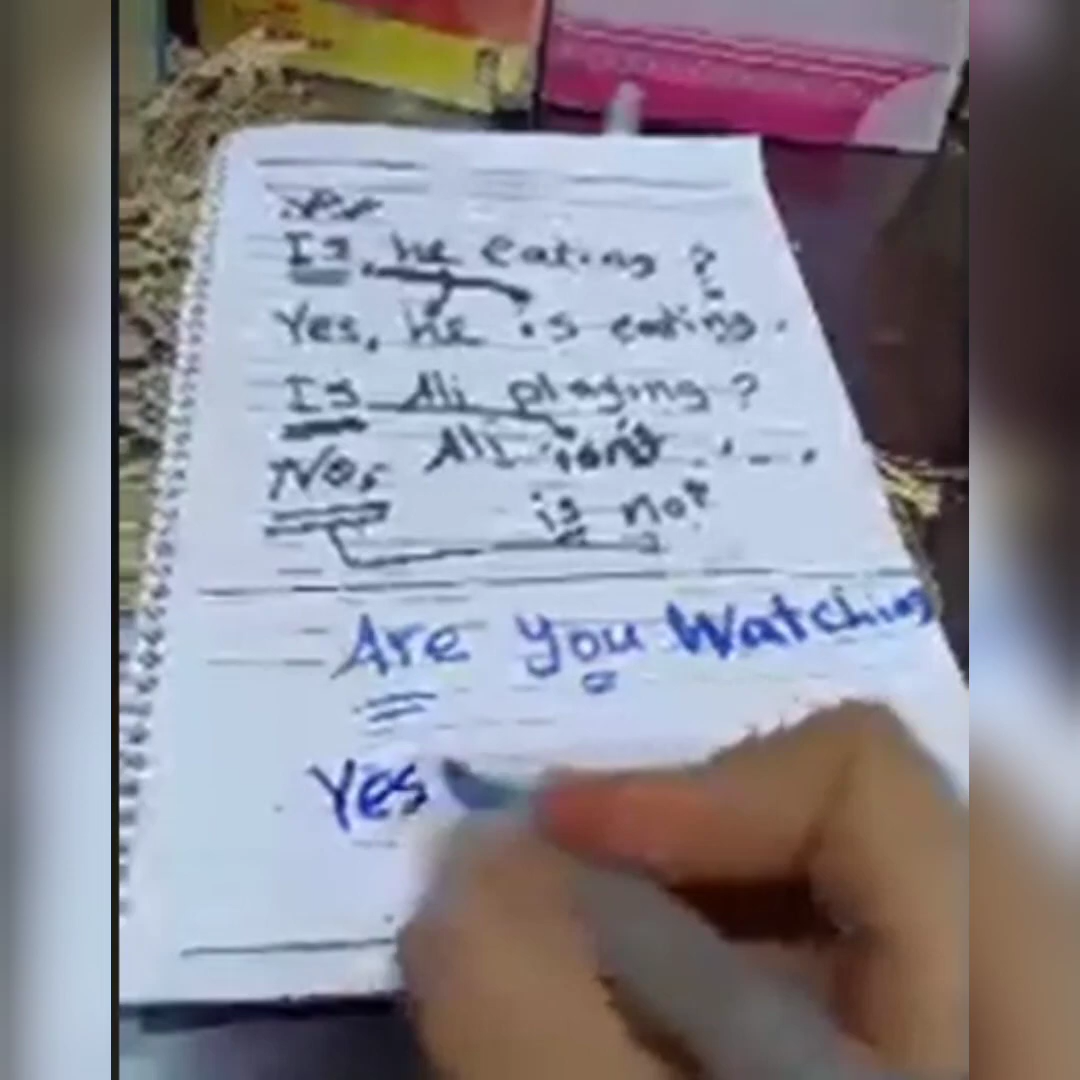 Is he eating ?
Yes, he is eating.
Is Ali playing ?
No, Ali isn't ...
is not
Are you Watching
Yes